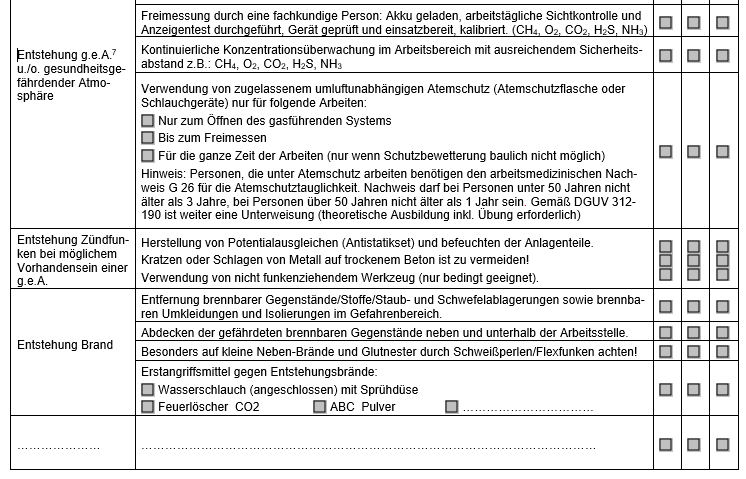 Freimessung durch eine fachkundige Person: Akku geladen, arbeitstägliche Sichtkontrolle und
Anzeigentest durchgeführt, Gerät geprüft und einsatzbereit, kalibriert. (CH₄, O₂, CO₂, H₂S, NH₃)
Entstehung g.e.A.⁷
u./o. gesundheitsge-
fährdender Atmo-
sphäre
Kontinuierliche Konzentrationsüberwachung im Arbeitsbereich mit ausreichendem Sicherheits-
abstand z.B.: CH₄, O₂, CO₂, H₂S, NH₃
Verwendung von zugelassenem umluftunabhängigen Atemschutz (Atemschutzflasche oder
Schlauchgeräte) nur für folgende Arbeiten:
Nur zum Öffnen des gasführenden Systems
Bis zum Freimessen
Für die ganze Zeit der Arbeiten (nur wenn Schutzbewetterung baulich nicht möglich)
Hinweis: Personen, die unter Atemschutz arbeiten benötigen den arbeitsmedizinischen Nach-
weis G 26 für die Atemschutztauglichkeit. Nachweis darf bei Personen unter 50 Jahren nicht
älter als 3 Jahre, bei Personen über 50 Jahren nicht älter als 1 Jahr sein. Gemäß DGUV 312-
190 ist weiter eine Unterweisung (theoretische Ausbildung inkl. Übung erforderlich)
Entstehung Zündfun-
ken bei möglichem
Vorhandensein einer
g.e.A.
Herstellung von Potentialausgleichen (Antistatikset) und befeuchten der Anlagenteile.
Kratzen oder Schlagen von Metall auf trockenem Beton ist zu vermeiden!
Verwendung von nicht funkenziehendem Werkzeug (nur bedingt geeignet).
Entstehung Brand
Entfernung brennbarer Gegenstände/Stoffe/Staub- und Schwefelablagerungen sowie brennba-
ren Umkleidungen und Isolierungen im Gefahrenbereich.
Abdecken der gefährdeten brennbaren Gegenstände neben und unterhalb der Arbeitsstelle.
Besonders auf kleine Neben-Brände und Glutnester durch Schweißperlen/Flexfunken achten!
Erstangriffsmittel gegen Entstehungsbrände:
Wasserschlauch (angeschlossen) mit Sprühdüse
Feuerlöscher CO2 ABC Pulver ……………………………
………………… ……………………………………………………………………………………………………